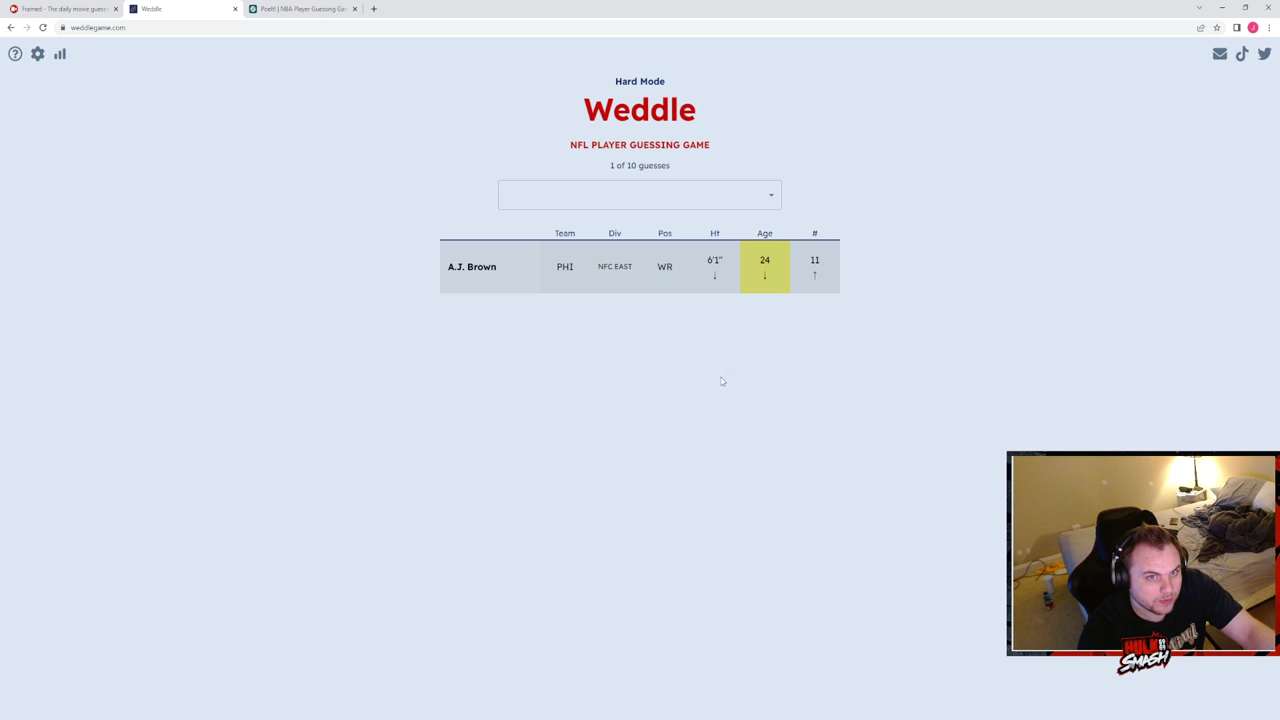 Framed - The daily movie guess
Weddle
Poeltl | NBA Player Guessing Ga
weddlegame.com
J
Hard Mode
Weddle
NFL PLAYER GUESSING GAME
1 of 10 guesses
Team Div Pos Ht Age #
A.J. Brown PHI NFC EAST WR 6'1" 24 11
↓ ↓ ↑
HULK
SMASH